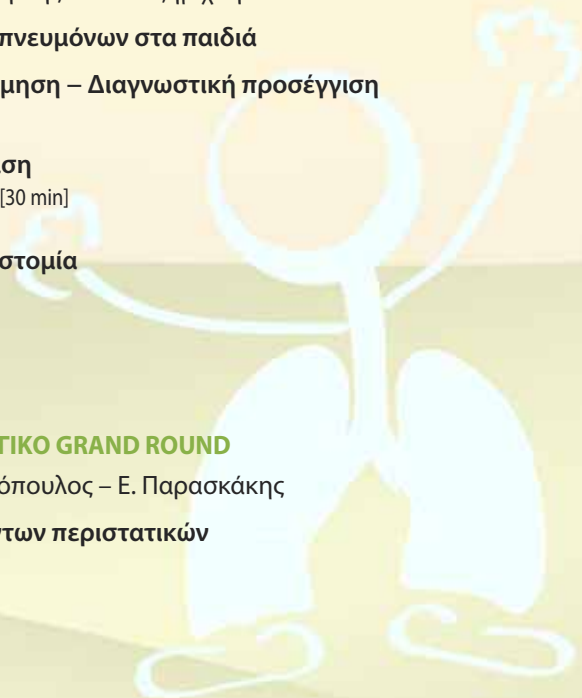 πνευμόνων στα παιδιά
μηση – Διαγνωστική προσέγγιση
ση
[30 min]
στομία
ΤΙΚΟ GRAND ROUND
όπουλος – Ε. Παρασκάκης
των περιστατικών